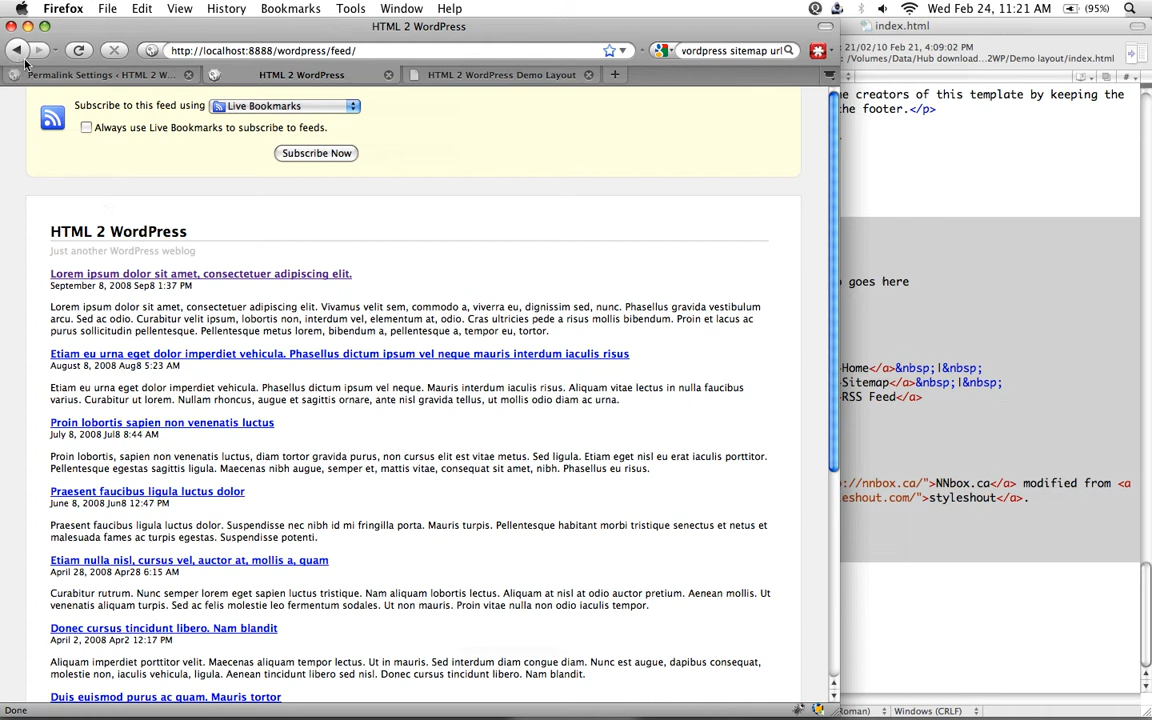 Firefox File Edit View History Bookmarks Tools Window Help Wed Feb 24, 11:21 AM (95%)
HTML 2 WordPress
index.html
http://localhost:8888/wordpress/feed/
wordpress sitemap url
21/02/10 Feb 21, 4:09:02 PM
/Volumes/Data/Hub download...2WP/Demo layout/index.html
Permalink Settings ‹ HTML 2 W...
HTML 2 WordPress
HTML 2 WordPress Demo Layout
Subscribe to this feed using Live Bookmarks
Always use Live Bookmarks to subscribe to feeds.
Subscribe Now
HTML 2 WordPress
Just another WordPress weblog
Lorem ipsum dolor sit amet, consectetuer adipiscing elit.
September 8, 2008 Sep8 1:37 PM
Lorem ipsum dolor sit amet, consectetuer adipiscing elit. Vivamus velit sem, commodo a, viverra eu, dignissim sed, nunc. Phasellus gravida vestibulum
arcu. Sed ac odio. Curabitur velit ipsum, lobortis non, interdum vel, elementum at, odio. Cras ultricies pede a risus mollis bibendum. Proin et lacus ac
purus sollicitudin pellentesque. Pellentesque metus lorem, bibendum a, pellentesque a, tempor eu, tortor.
Etiam eu urna eget dolor imperdiet vehicula. Phasellus dictum ipsum vel neque mauris interdum iaculis risus
August 8, 2008 Aug8 5:23 AM
Etiam eu urna eget dolor imperdiet vehicula. Phasellus dictum ipsum vel neque. Mauris interdum iaculis risus. Aliquam vitae lectus in nulla faucibus
varius. Curabitur ut lorem. Nullam rhoncus, augue et sagittis ornare, ante nisl gravida tellus, ut mollis odio diam ac urna.
Proin lobortis sapien non venenatis luctus
July 8, 2008 Jul8 8:44 AM
Proin lobortis, sapien non venenatis luctus, diam tortor gravida purus, non cursus elit est vitae metus. Sed ligula. Etiam eget nisl eu erat iaculis porttitor.
Pellentesque egestas sagittis ligula. Maecenas nibh augue, semper et, mattis vitae, consequat sit amet, nibh. Phasellus eu risus.
Praesent faucibus ligula luctus dolor
June 8, 2008 Jun8 12:47 PM
Praesent faucibus ligula luctus dolor. Suspendisse nec nibh id mi fringilla porta. Mauris turpis. Pellentesque habitant morbi tristique senectus et netus et
malesuada fames ac turpis egestas. Suspendisse potenti.
Etiam nulla nisl, cursus vel, auctor at, mollis a, quam
April 28, 2008 Apr28 6:15 AM
Curabitur rutrum. Nunc semper lorem eget sapien luctus tristique. Nam aliquam lobortis lectus. Aliquam at nisl at odio auctor pretium. Aenean mollis. Ut
venenatis aliquam turpis. Sed ac felis molestie leo fermentum sodales. Ut non mauris. Proin vitae nulla non odio iaculis tempor.
Donec cursus tincidunt libero. Nam blandit
April 2, 2008 Apr2 12:17 PM
Aliquam imperdiet porttitor velit. Maecenas aliquam tempor lectus. Ut in mauris. Sed interdum diam congue diam. Nunc est augue, dapibus consequat,
molestie non, iaculis vehicula, ligula. Aenean tincidunt libero sed nisl. Donec cursus tincidunt libero. Nam blandit.
Duis euismod purus ac quam. Mauris tortor
Done
e creators of this template by keeping the
the footer.</p>
goes here
>Home</a>&nbsp;|&nbsp;
>Sitemap</a>&nbsp;|&nbsp;
>RSS Feed</a>
://nnbox.ca/">NNbox.ca</a> modified from <a
eshout.com/">styleshout</a>.
Roman) Windows (CRLF)